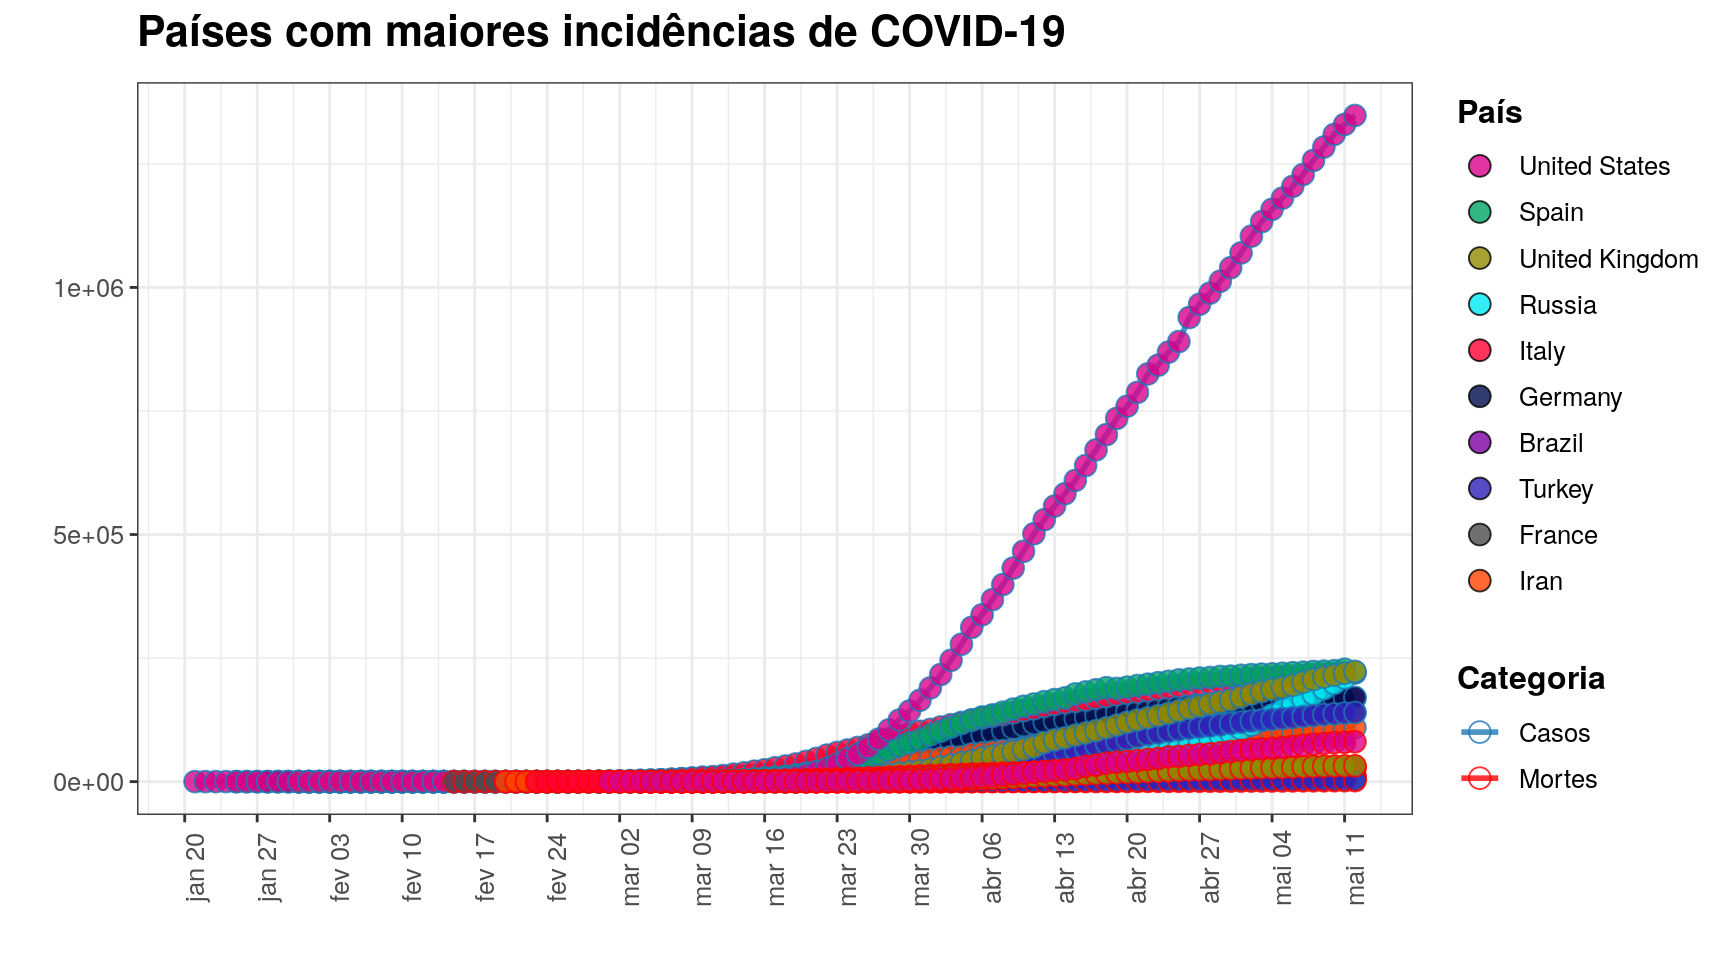 Países com maiores incidências de COVID-19
1e+06
5e+05
0e+00
jan 20
jan 27
fev 03
fev 10
fev 17
fev 24
mar 02
mar 09
mar 16
mar 23
mar 30
abr 06
abr 13
abr 20
abr 27
mai 04
mai 11
País
United States
Spain
United Kingdom
Russia
Italy
Germany
Brazil
Turkey
France
Iran
Categoria
Casos
Mortes